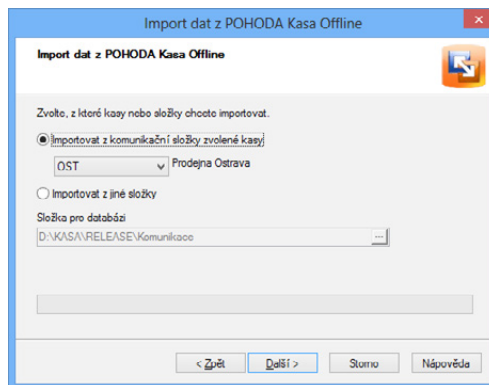 Import dat z POHODA Kasa Offline
Import dat z POHODA Kasa Offline
Zvolte, z které kasy nebo složky chcete importovat.
Importovat z komunikační složky zvolené kasy
OST Prodejna Ostrava
Importovat z jiné složky
Složka pro databázi
D:\KASA\RELEASE\Komunikace ...
< Zpět Další > Storno Nápověda